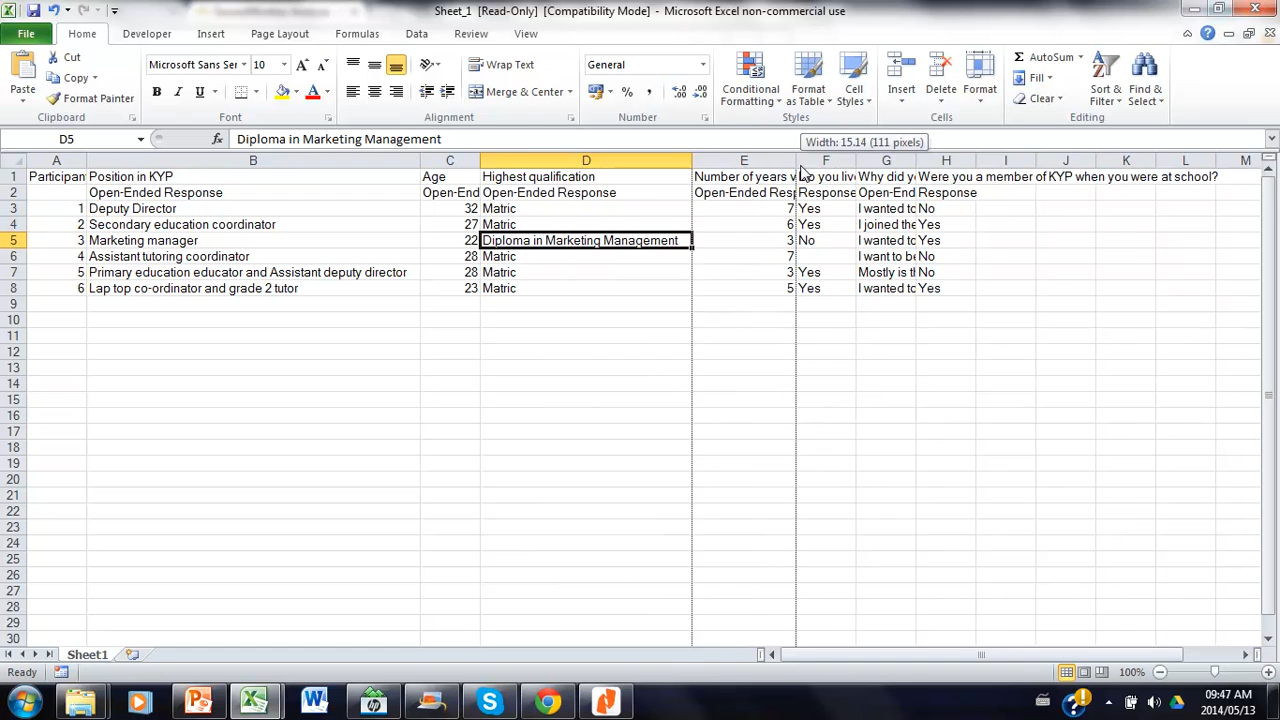 Sheet_1 [Read-Only] [Compatibility Mode] - Microsoft Excel non-commercial use
File Home Developer Insert Page Layout Formulas Data Review View
Paste Cut Copy Format Painter Clipboard
Microsoft Sans Ser 10 B I U A A A Font
Wrap Text Merge & Center Alignment
General % , Number
Conditional Formatting Format as Table Cell Styles Styles
Insert Delete Format Cells
Σ AutoSum Fill Clear Sort & Filter Find & Select Editing
D5 fx Diploma in Marketing Management
Width: 15.14 (111 pixels)
A B C D E F G H I J K L M
1 Participan Position in KYP Age Highest qualification Number of years v o you live Why did yo Were you a member of KYP when you were at school?
2 Open-Ended Response Open-End Open-Ended Response Open-Ended Resp Response Open-End Response
3 1 Deputy Director 32 Matric 7 Yes I wanted to No
4 2 Secondary education coordinator 27 Matric 6 Yes I joined the Yes
5 3 Marketing manager 22 Diploma in Marketing Management 3 No I wanted to Yes
6 4 Assistant tutoring coordinator 28 Matric 7 I want to be No
7 5 Primary education educator and Assistant deputy director 28 Matric 3 Yes Mostly is th No
8 6 Lap top co-ordinator and grade 2 tutor 23 Matric 5 Yes I wanted to Yes
9
10
11
12
13
14
15
16
17
18
19
20
21
22
23
24
25
26
27
28
29
30
Sheet1
Ready 100%
09:47 AM
2014/05/13